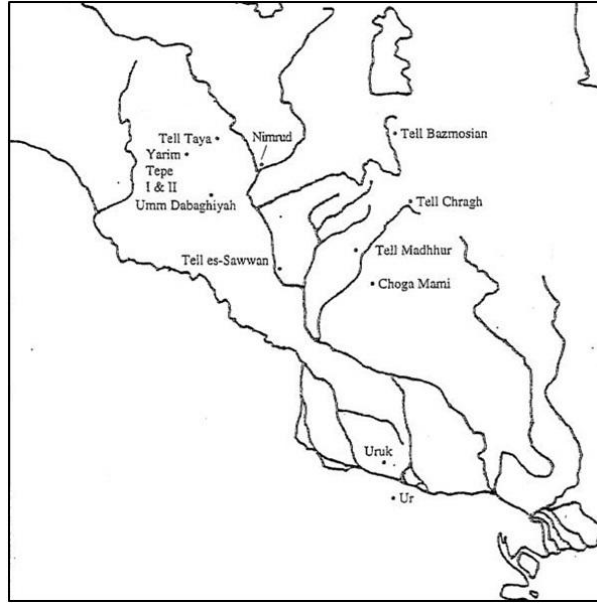 Tell Taya
Nimrud
Tell Bazmosian
Yarim
Tepe
I & II
Umm Dabaghiyah
Tell Chragh
Tell es-Sawwan
Tell Madhhur
Choga Mami
Uruk
Ur